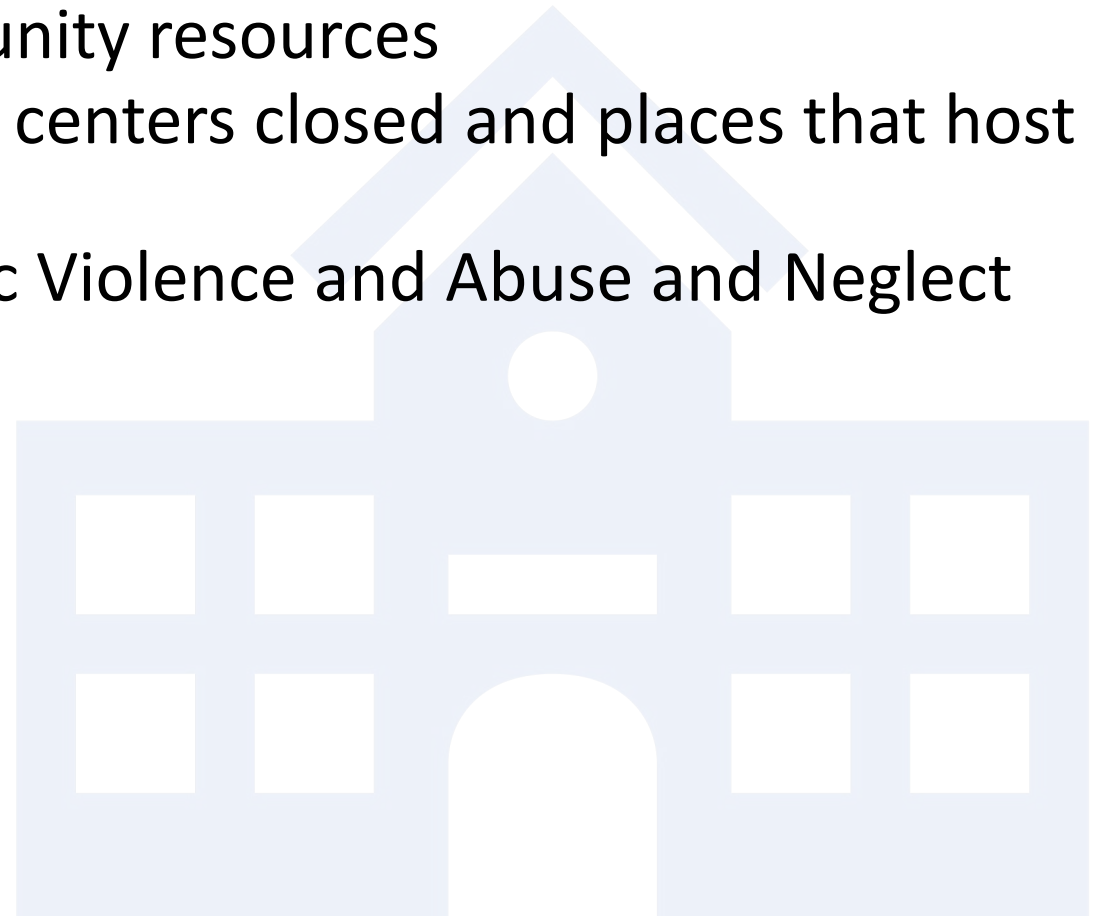 unity resources
centers closed and places that host
c Violence and Abuse and Neglect